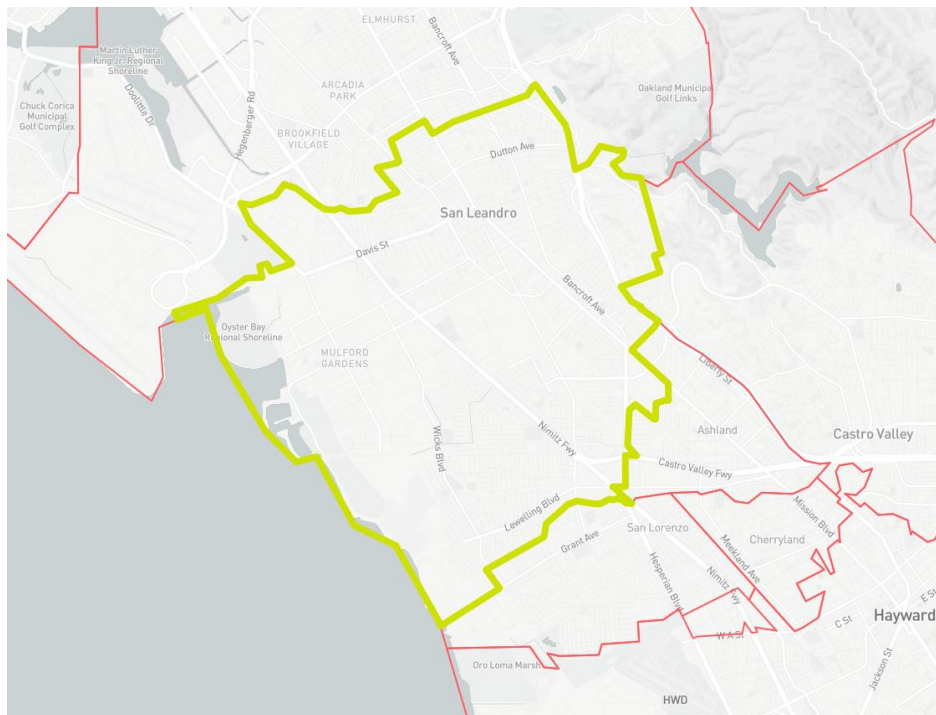 ELMHURST
Bancroft Ave
Martin Luther
King Jr. Regional
Shoreline
Doolittle Dr
Hegenberger Rd
ARCADIA
PARK
Oakland Municipal
Golf Links
Chuck Corica
Municipal
Golf Complex
BROOKFIELD
VILLAGE
Dutton Ave
San Leandro
Davis St
Bancroft Ave
Oyster Bay
Regional Shoreline
MULFORD
GARDENS
Liberty St
Wicks Blvd
Nimitz Fwy
Ashland
Castro Valley
Castro Valley Fwy
Lewelling Blvd
Mission Blvd
San Lorenzo
Grant Ave
Cherryland
Meekland Ave
Hesperian Blvd
Nimitz Fwy
E St
C St
Hayward
W A St
Jackson St
Oro Loma Marsh
HWD